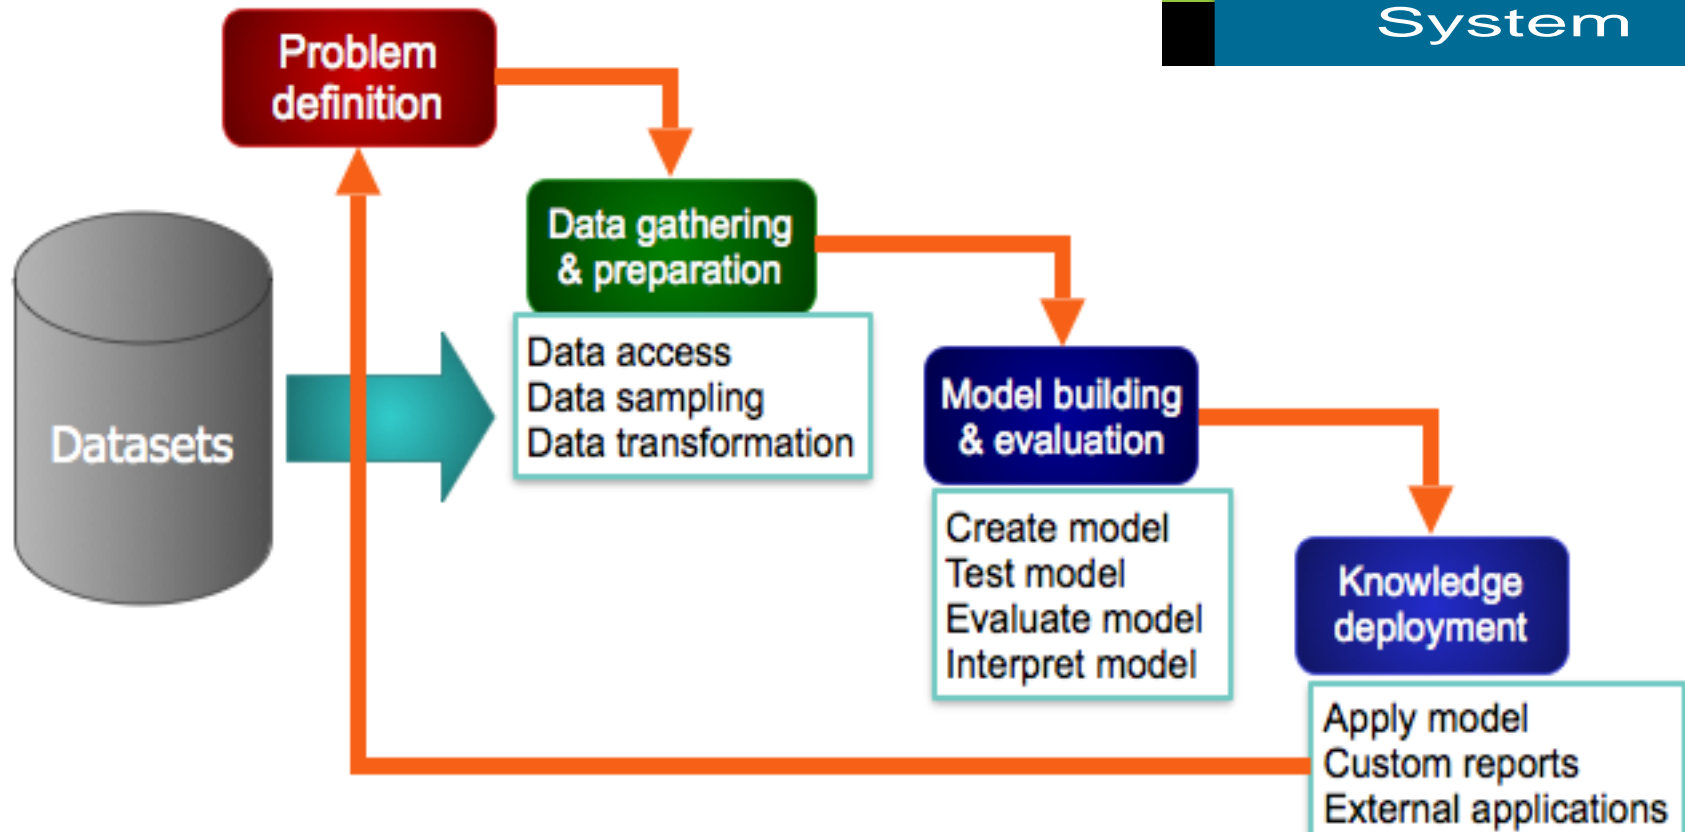 System
Problem
definition
Data gathering
& preparation
Data access
Data sampling
Data transformation
Datasets
Model building
& evaluation
Create model
Test model
Evaluate model
Interpret model
Knowledge
deployment
Apply model
Custom reports
External applications